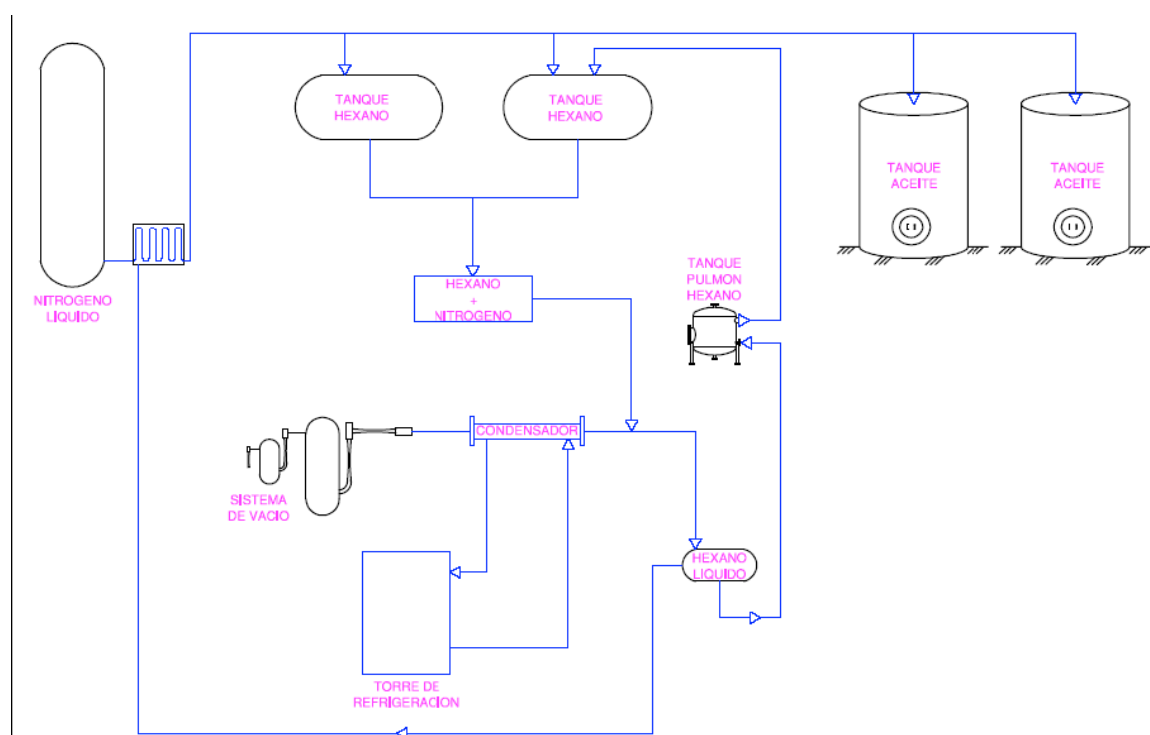 TANQUE
HEXANO
TANQUE
HEXANO
TANQUE
ACEITE
TANQUE
ACEITE
NITROGENO
LÍQUIDO
HEXANO
+
NITROGENO
TANQUE
PULMON
HEXANO
CONDENSADOR
SISTEMA
DE VACIO
HEXANO
LIQUIDO
TORRE DE
REFRIGERACION